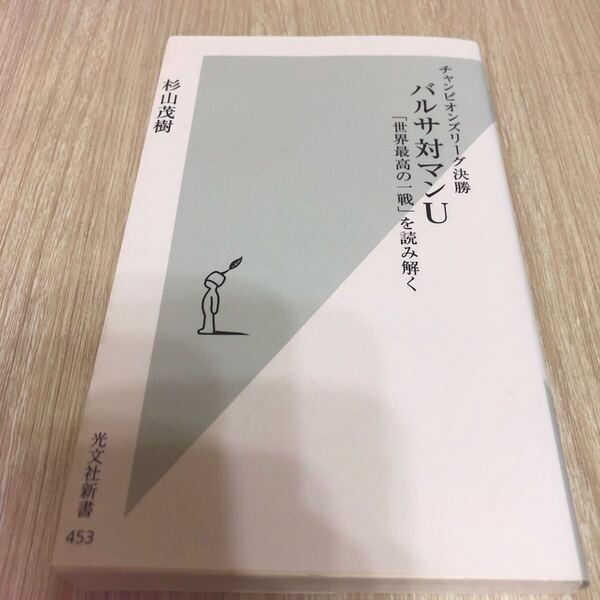 チャンピオンズリーグ決勝
バルサ対マンU
「世界最高の一戦」を読み解く
杉山茂樹
光文社新書
453